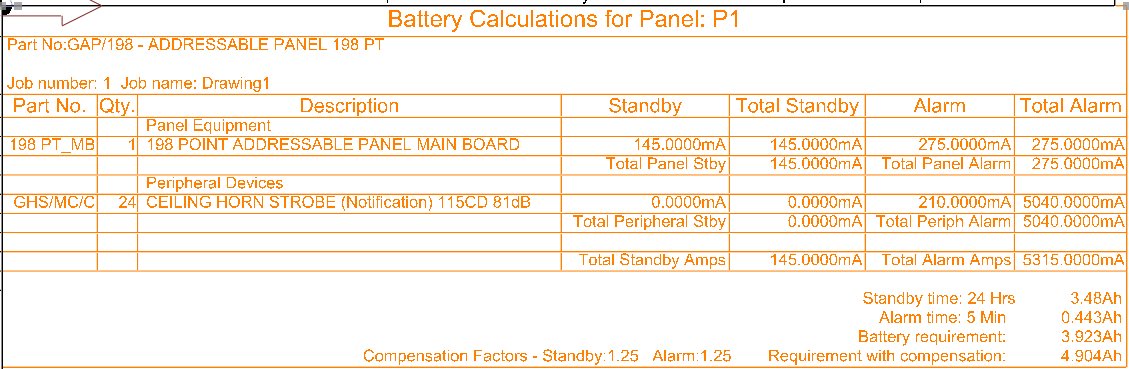 Battery Calculations for Panel: P1
Part No:GAP/198 - ADDRESSABLE PANEL 198 PT
Job number: 1 Job name: Drawing1
Part No. Qty. Description Standby Total Standby Alarm Total Alarm
Panel Equipment
198 PT_MB 1 198 POINT ADDRESSABLE PANEL MAIN BOARD 145.0000mA 145.0000mA 275.0000mA 275.0000mA
Total Panel Stby 145.0000mA Total Panel Alarm 275.0000mA
Peripheral Devices
GHS/MC/C 24 CEILING HORN STROBE (Notification) 115CD 81dB 0.0000mA 0.0000mA 210.0000mA 5040.0000mA
Total Peripheral Stby 0.0000mA Total Periph Alarm 5040.0000mA
Total Standby Amps 145.0000mA Total Alarm Amps 5315.0000mA
Standby time: 24 Hrs 3.48Ah
Alarm time: 5 Min 0.443Ah
Battery requirement: 3.923Ah
Compensation Factors - Standby:1.25 Alarm:1.25 Requirement with compensation: 4.904Ah